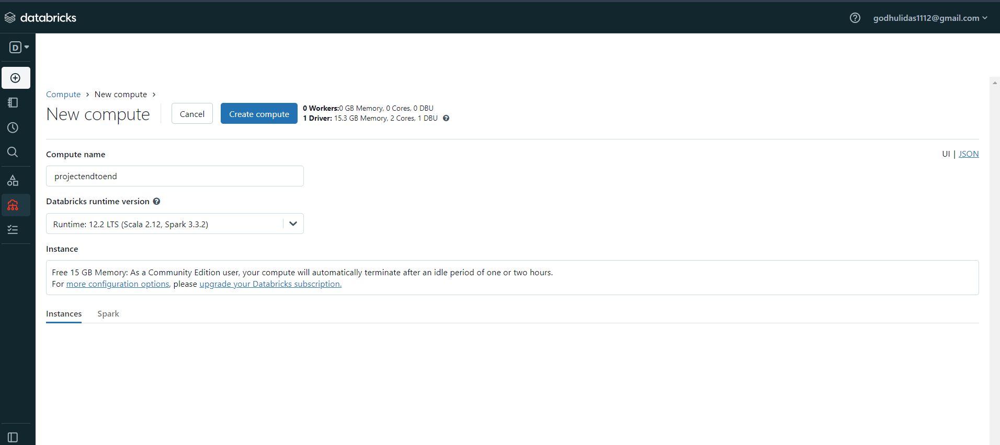 databricks
godhulidas1112@gmail.com
D
Compute > New compute >
New compute
Cancel
Create compute
0 Workers:0 GB Memory, 0 Cores, 0 DBU
1 Driver: 15.3 GB Memory, 2 Cores, 1 DBU
Compute name
UI | JSON
projectendtoend
Databricks runtime version
Runtime: 12.2 LTS (Scala 2.12, Spark 3.3.2)
Instance
Free 15 GB Memory: As a Community Edition user, your compute will automatically terminate after an idle period of one or two hours.
For more configuration options, please upgrade your Databricks subscription.
Instances
Spark